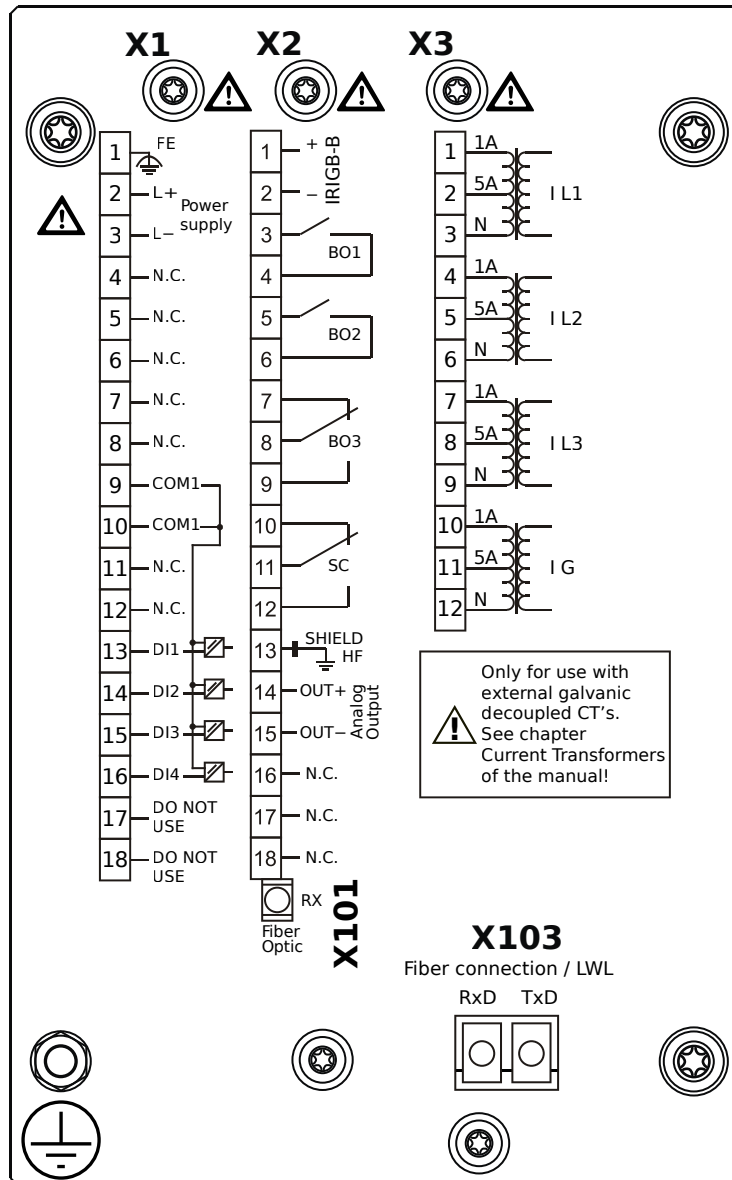 X1
X2
X3
1
FE
2
L+
Power
supply
3
L−
4
N.C.
5
N.C.
6
N.C.
7
N.C.
8
N.C.
9
COM1
10
COM1
11
N.C.
12
N.C.
13
DI1
14
DI2
15
DI3
16
DI4
17
DO NOT
USE
18
DO NOT
USE
1
+
IRIGB-B
2
−
3
BO1
4
5
BO2
6
7
8
BO3
9
10
11
SC
12
13
SHIELD
HF
14
OUT+
Analog
Output
15
OUT−
16
N.C.
17
N.C.
18
N.C.
RX
Fiber
Optic
X101
1
1A
2
5A
I L1
3
N
4
1A
5
5A
I L2
6
N
7
1A
8
5A
I L3
9
N
10
1A
11
5A
I G
12
N
Only for use with
external galvanic
decoupled CT's.
See chapter
Current Transformers
of the manual!
X103
Fiber connection / LWL
RxD TxD